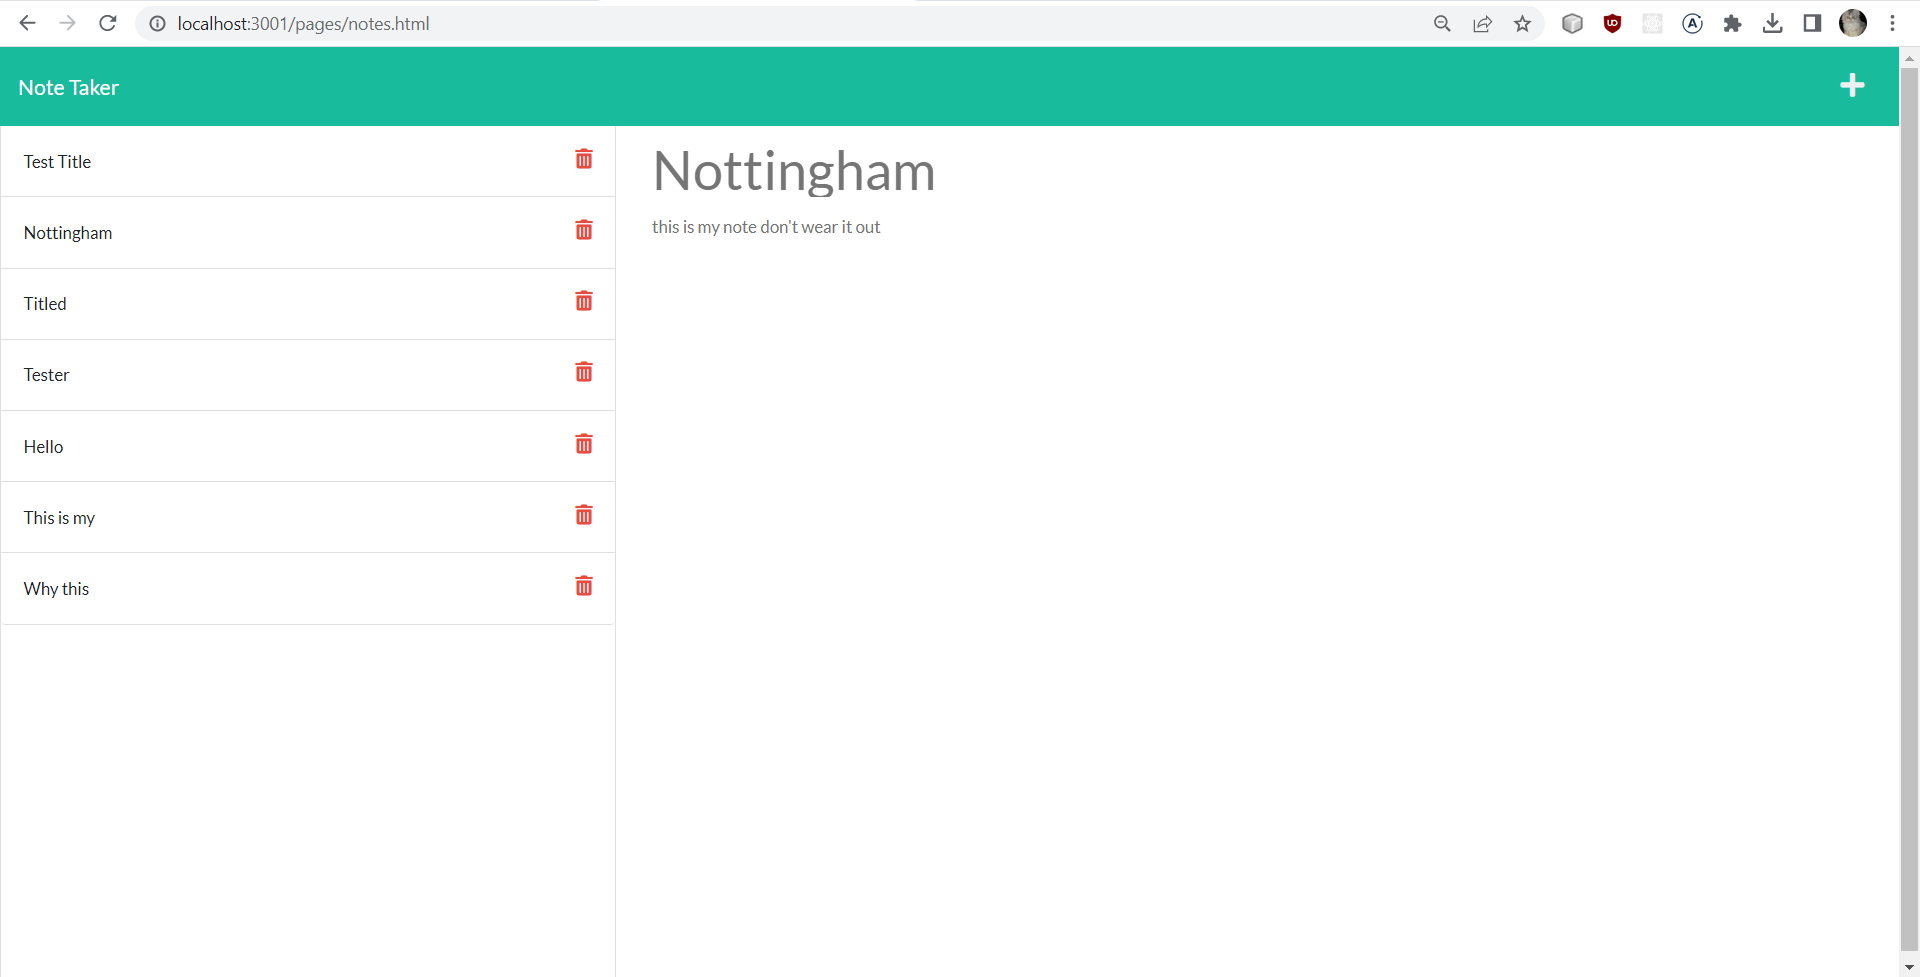 localhost:3001/pages/notes.html
Note Taker
Test Title
Nottingham
Titled
Tester
Hello
This is my
Why this
Nottingham
this is my note don't wear it out